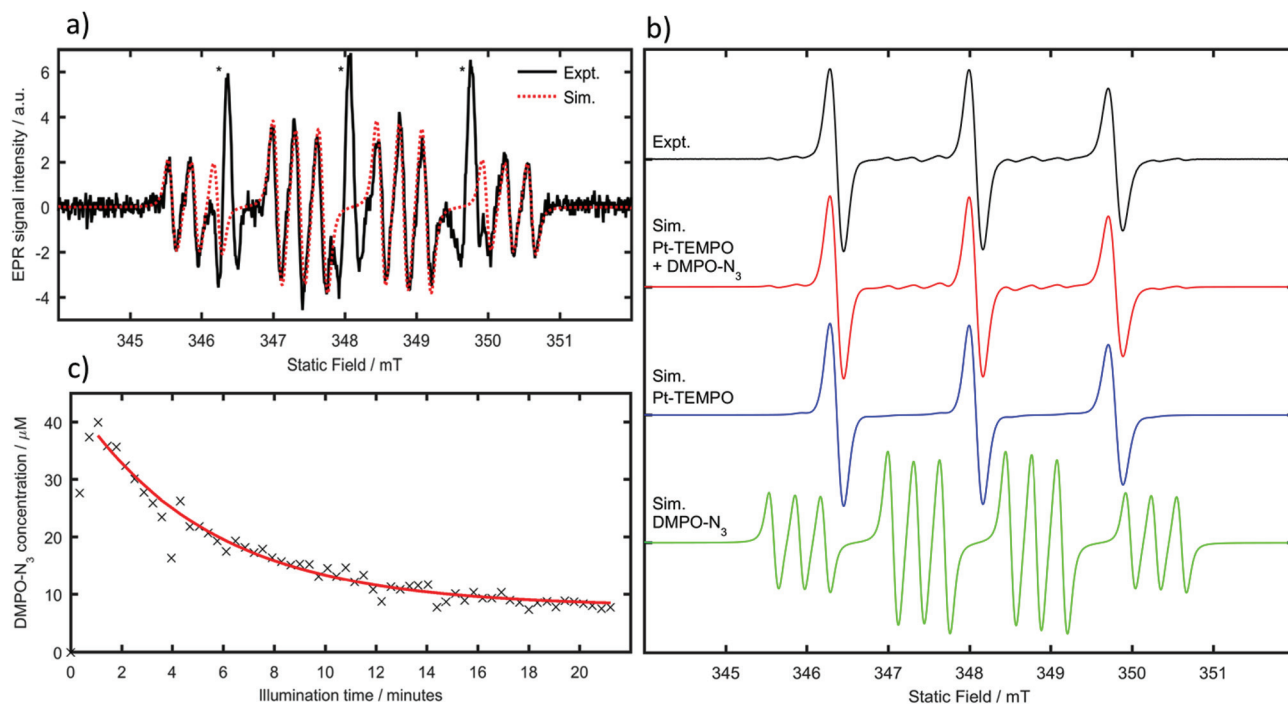 a)
6
4
2
0
-2
-4
EPR signal intensity / a.u.
* * *
Expt.
Sim.
345 346 347 348 349 350 351
Static Field / mT
b)
Expt.
Sim.
Pt-TEMPO
+ DMPO-N₃
Sim.
Pt-TEMPO
Sim.
DMPO-N₃
345 346 347 348 349 350 351
Static Field / mT
c)
40
30
20
10
0
DMPO-N₃ concentration / μM
0 2 4 6 8 10 12 14 16 18 20
Illumination time / minutes